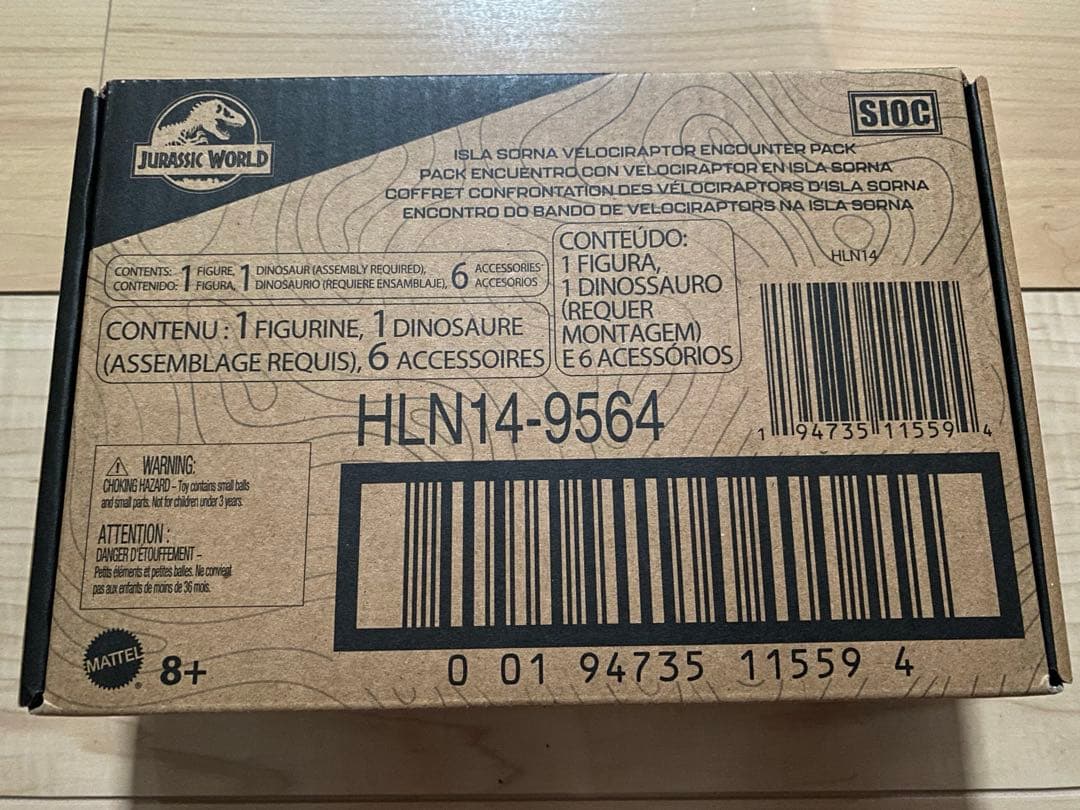 JURASSIC WORLD
SIOC
ISLA SORNA VELOCIRAPTOR ENCOUNTER PACK
PACK ENCUENTRO CON VELOCIRAPTOR EN ISLA SORNA
COFFRET CONFRONTATION DES VÉLOCIRAPTORS D'ISLA SORNA
ENCONTRO DO BANDO DE VELOCIRAPTORS NA ISLA SORNA
HLN14
CONTENTS: 1 FIGURE, 1 DINOSAUR (ASSEMBLY REQUIRED), 6 ACCESSORIES
CONTENIDO: 1 FIGURA, 1 DINOSAURIO (REQUIERE ENSAMBLAJE), 6 ACCESORIOS
CONTENU : 1 FIGURINE, 1 DINOSAURE
(ASSEMBLAGE REQUIS), 6 ACCESSOIRES
CONTEÚDO:
1 FIGURA,
1 DINOSSAURO
(REQUER
MONTAGEM)
E 6 ACESSÓRIOS
1 94735 11559 4
HLN14-9564
⚠ WARNING:
CHOKING HAZARD – Toy contains small balls
and small parts. Not for children under 3 years.
ATTENTION :
DANGER D'ÉTOUFFEMENT –
Petits éléments et petites balles. Ne convient
pas aux enfants de moins de 36 mois.
0 01 94735 11559 4
MATTEL ®
8+